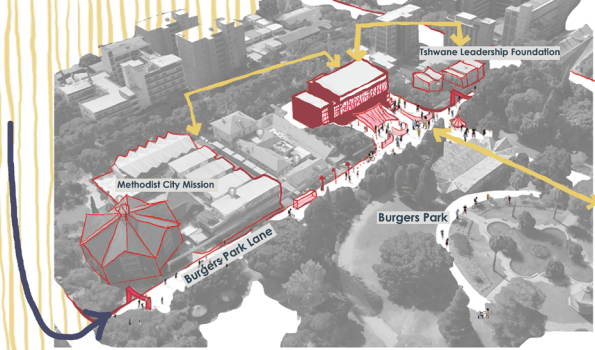 Tshwane Leadership Foundation
Methodist City Mission
Burgers Park
Burgers Park Lane